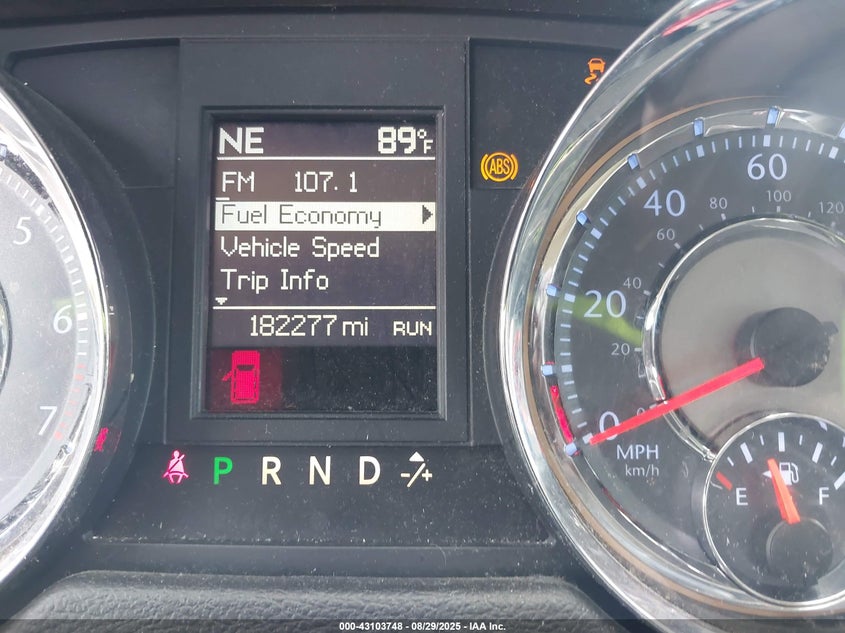 NE 89°F
FM 107.1
Fuel Economy
Vehicle Speed
Trip Info
182277 mi RUN
P R N D -/+
5
6
7
ABS
0 20 40 60
20 40 60 80 100 120
MPH
km/h
E F
000-43103748 - 08/29/2025 - IAA Inc.